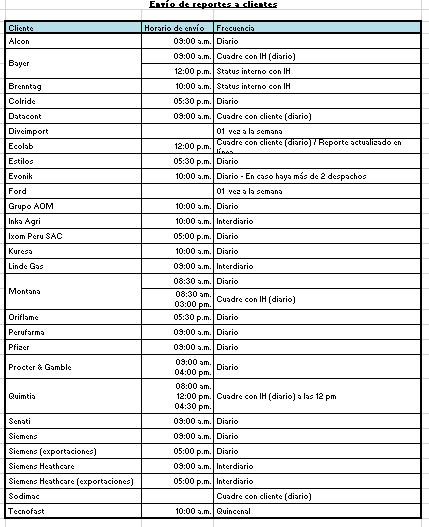 Envío de reportes a clientes
Cliente Horario de envío Frecuencia
Alcon 09:00 a.m. Diario
Bayer 09:00 a.m. Cuadre con IH (diario)
12:00 p.m. Status interno con IH
Brenntag 10:00 a.m. Status interno con IH
Colride 05:30 p.m. Diario
Datacont 09:00 a.m. Cuadre con cliente (diario)
Diveimport 01 vez a la semana
Ecolab 12:00 p.m. Cuadre con cliente (diario) / Reporte actualizado en
línea
Estilos 05:30 p.m. Diario
Evonik 10:00 a.m. Diario - En caso haya más de 2 despachos
Ford 01 vez a la semana
Grupo AOM 10:00 a.m. Diario
Inka Agri 10:00 a.m. Interdiario
Ixom Peru SAC 05:00 p.m. Diario
Kuresa 10:00 a.m. Diario
Linde Gas 09:00 a.m. Interdiario
Montana 08:30 a.m. Diario
08:30 am.
03:00 pm. Cuadre con IH (diario)
Oriflame 05:30 p.m. Diario
Perufarma 09:00 a.m. Diario
Pfizer 09:00 a.m. Diario
Procter & Gamble 09:00 am.
04:00 pm. Diario
Quimtia 08:00 am.
12:00 pm. Cuadre con IH (diario) a las 12 pm
04:30 pm.
Senati 09:00 a.m. Diario
Siemens 09:00 a.m. Diario
Siemens (exportaciones) 05:00 p.m. Diario
Siemens Heathcare 09:00 a.m. Interdiario
Siemens Heathcare (exportaciones) 05:00 p.m. Interdiario
Sodimac Cuadre con cliente (diario)
Tecnofast 10:00 a.m. Quincenal